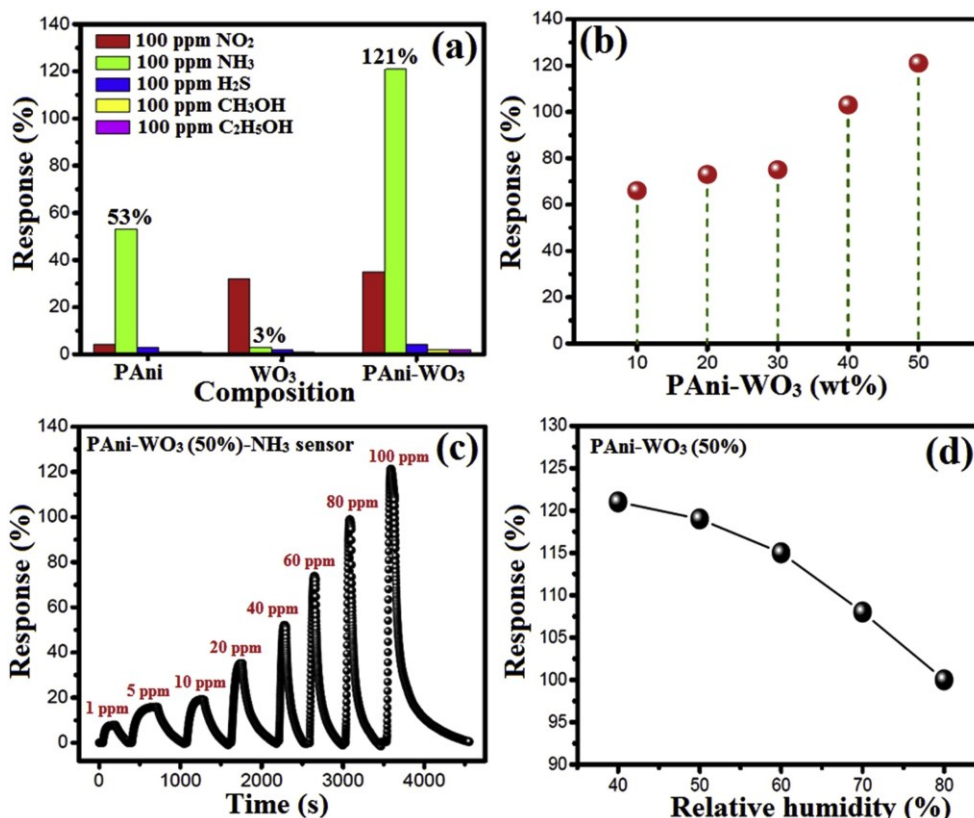 (a)
100 ppm NO₂
100 ppm NH₃
100 ppm H₂S
100 ppm CH₃OH
100 ppm C₂H₅OH
53%
3%
121%
Response (%)
140
120
100
80
60
40
20
0
PAni WO₃ PAni-WO₃
Composition
(b)
Response (%)
140
120
100
80
60
40
20
0
10 20 30 40 50
PAni-WO₃ (wt%)
(c)
PAni-WO₃ (50%)-NH₃ sensor
1 ppm
5 ppm
10 ppm
20 ppm
40 ppm
60 ppm
80 ppm
100 ppm
Response (%)
140
120
100
80
60
40
20
0
0 1000 2000 3000 4000
Time (s)
(d)
PAni-WO₃ (50%)
Response (%)
130
125
120
115
110
105
100
95
90
40 50 60 70 80
Relative humidity (%)